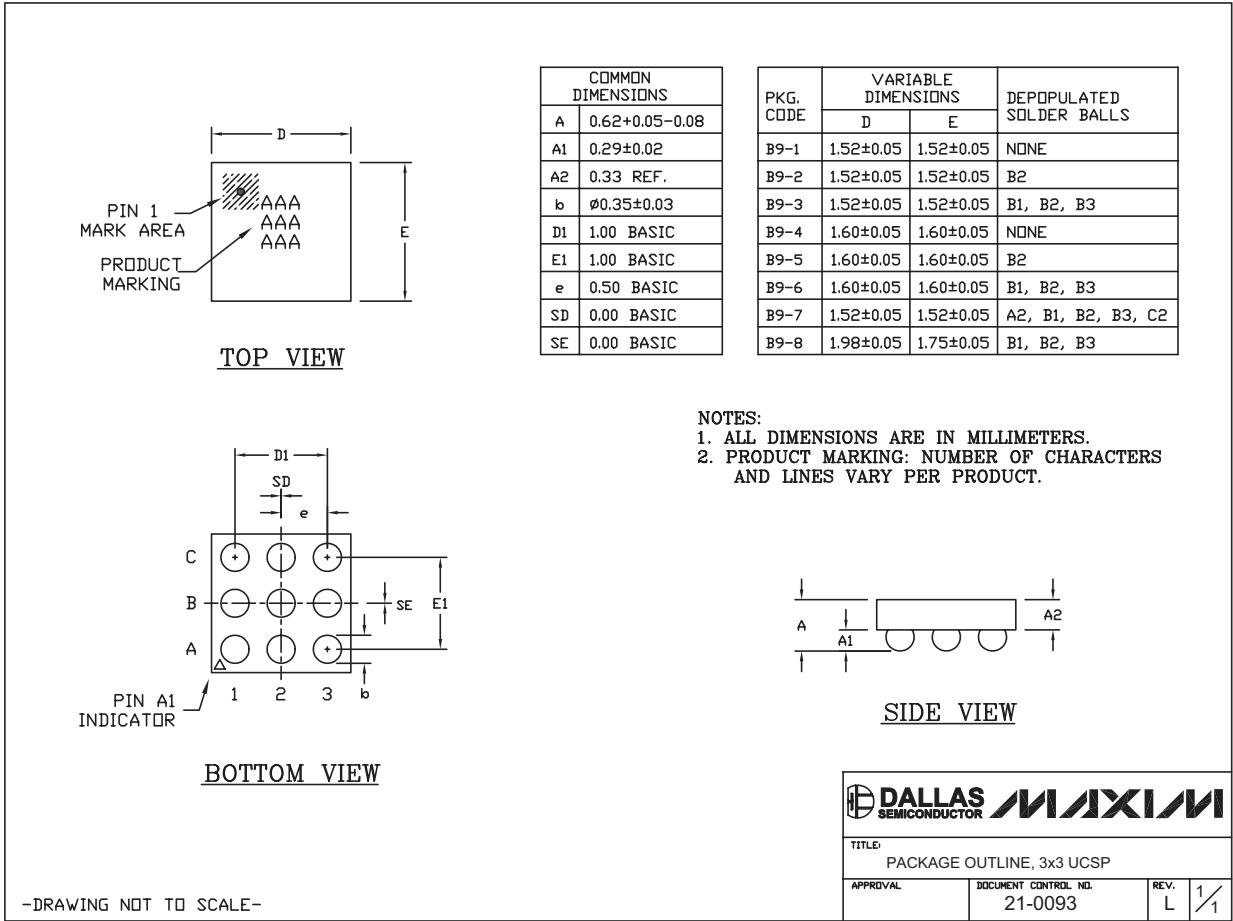 D
PIN 1
MARK AREA
AAA
AAA
AAA
E
PRODUCT
MARKING
TOP VIEW
COMMON
DIMENSIONS
A 0.62+0.05-0.08
A1 0.29±0.02
A2 0.33 REF.
b ø0.35±0.03
D1 1.00 BASIC
E1 1.00 BASIC
e 0.50 BASIC
SD 0.00 BASIC
SE 0.00 BASIC
PKG. CODE VARIABLE DIMENSIONS DEPOPULATED SOLDER BALLS
D E
B9-1 1.52±0.05 1.52±0.05 NONE
B9-2 1.52±0.05 1.52±0.05 B2
B9-3 1.52±0.05 1.52±0.05 B1, B2, B3
B9-4 1.60±0.05 1.60±0.05 NONE
B9-5 1.60±0.05 1.60±0.05 B2
B9-6 1.60±0.05 1.60±0.05 B1, B2, B3
B9-7 1.52±0.05 1.52±0.05 A2, B1, B2, B3, C2
B9-8 1.98±0.05 1.75±0.05 B1, B2, B3
NOTES:
1. ALL DIMENSIONS ARE IN MILLIMETERS.
2. PRODUCT MARKING: NUMBER OF CHARACTERS
AND LINES VARY PER PRODUCT.
D1
SD
e
C
B SE E1
A
1 2 3 b
PIN A1
INDICATOR
BOTTOM VIEW
A A1 A2
SIDE VIEW
DALLAS
SEMICONDUCTOR
MAXIM
TITLE:
PACKAGE OUTLINE, 3x3 UCSP
APPROVAL DOCUMENT CONTROL NO. REV.
21-0093 L 1/1
-DRAWING NOT TO SCALE-